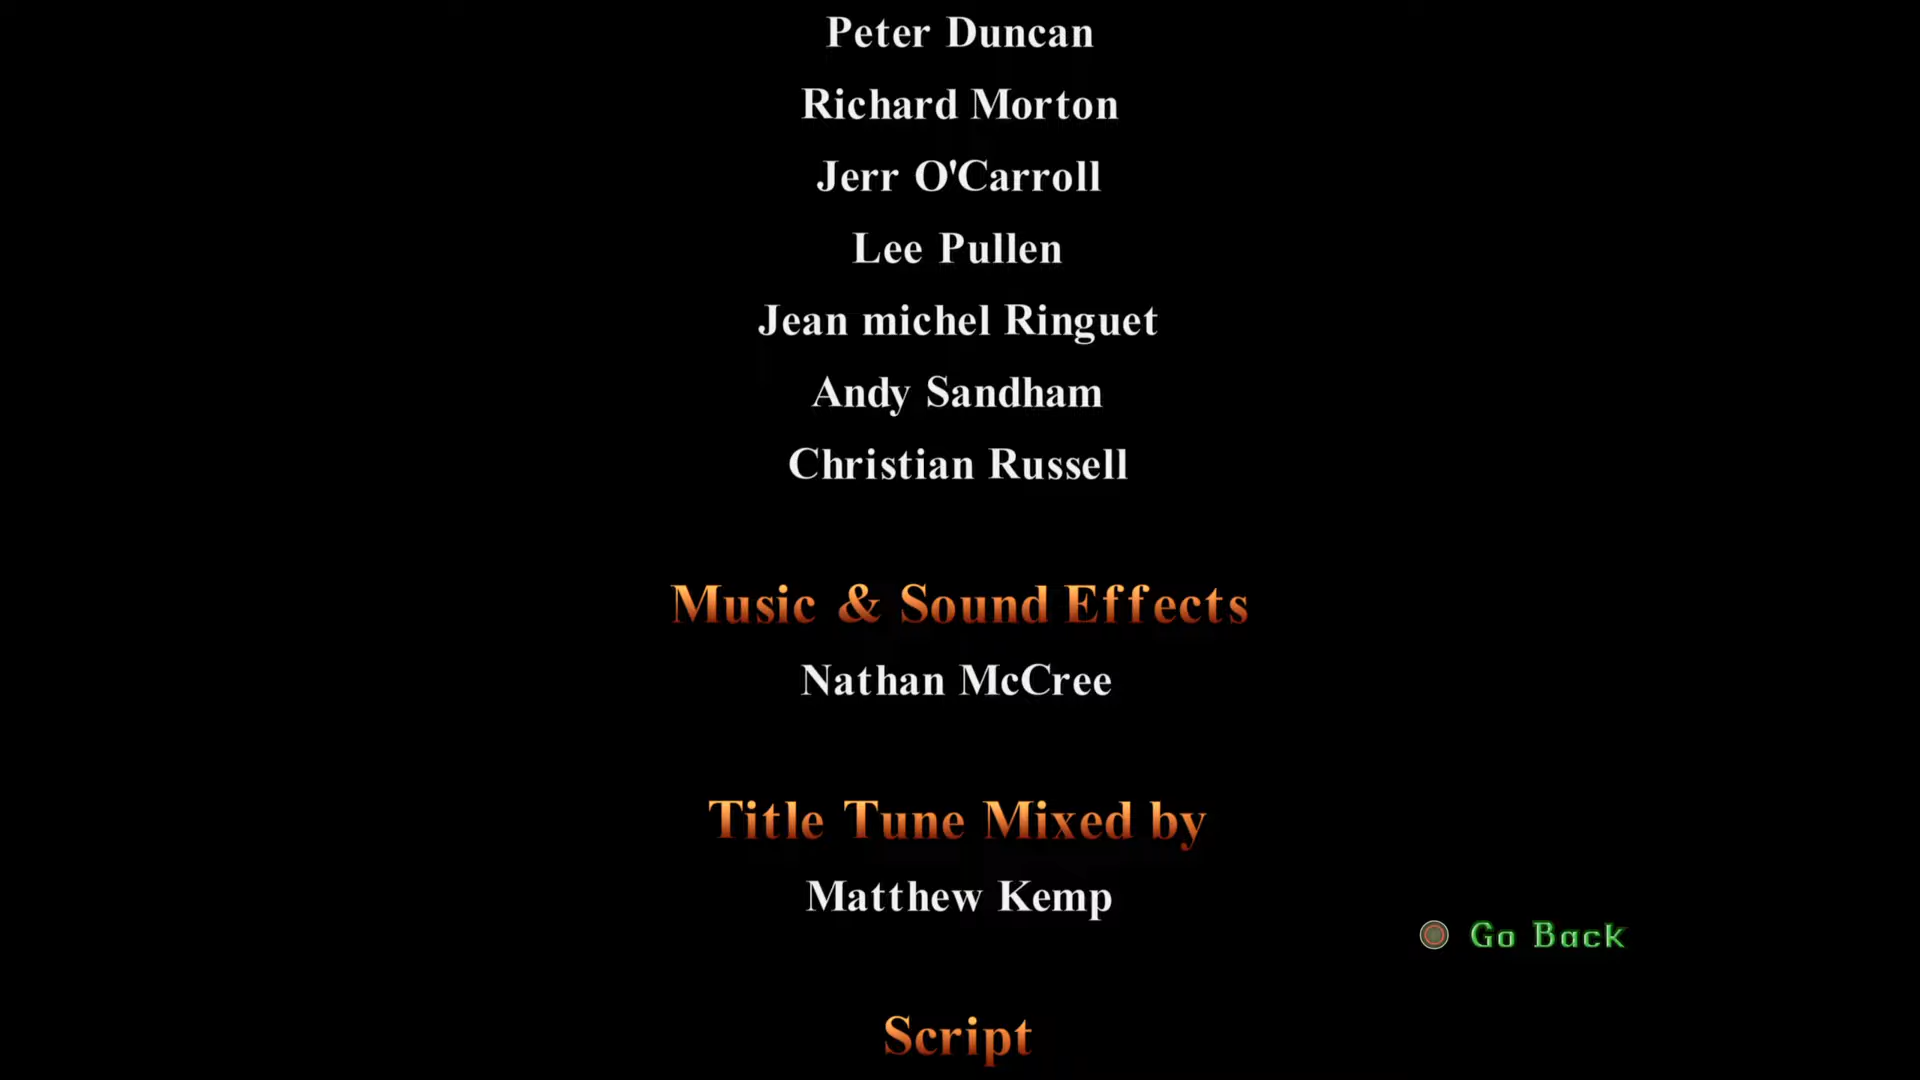 Peter Duncan
Richard Morton
Jerr O'Carroll
Lee Pullen
Jean michel Ringuet
Andy Sandham
Christian Russell
Music & Sound Effects
Nathan McCree
Title Tune Mixed by
Matthew Kemp
Go Back
Script